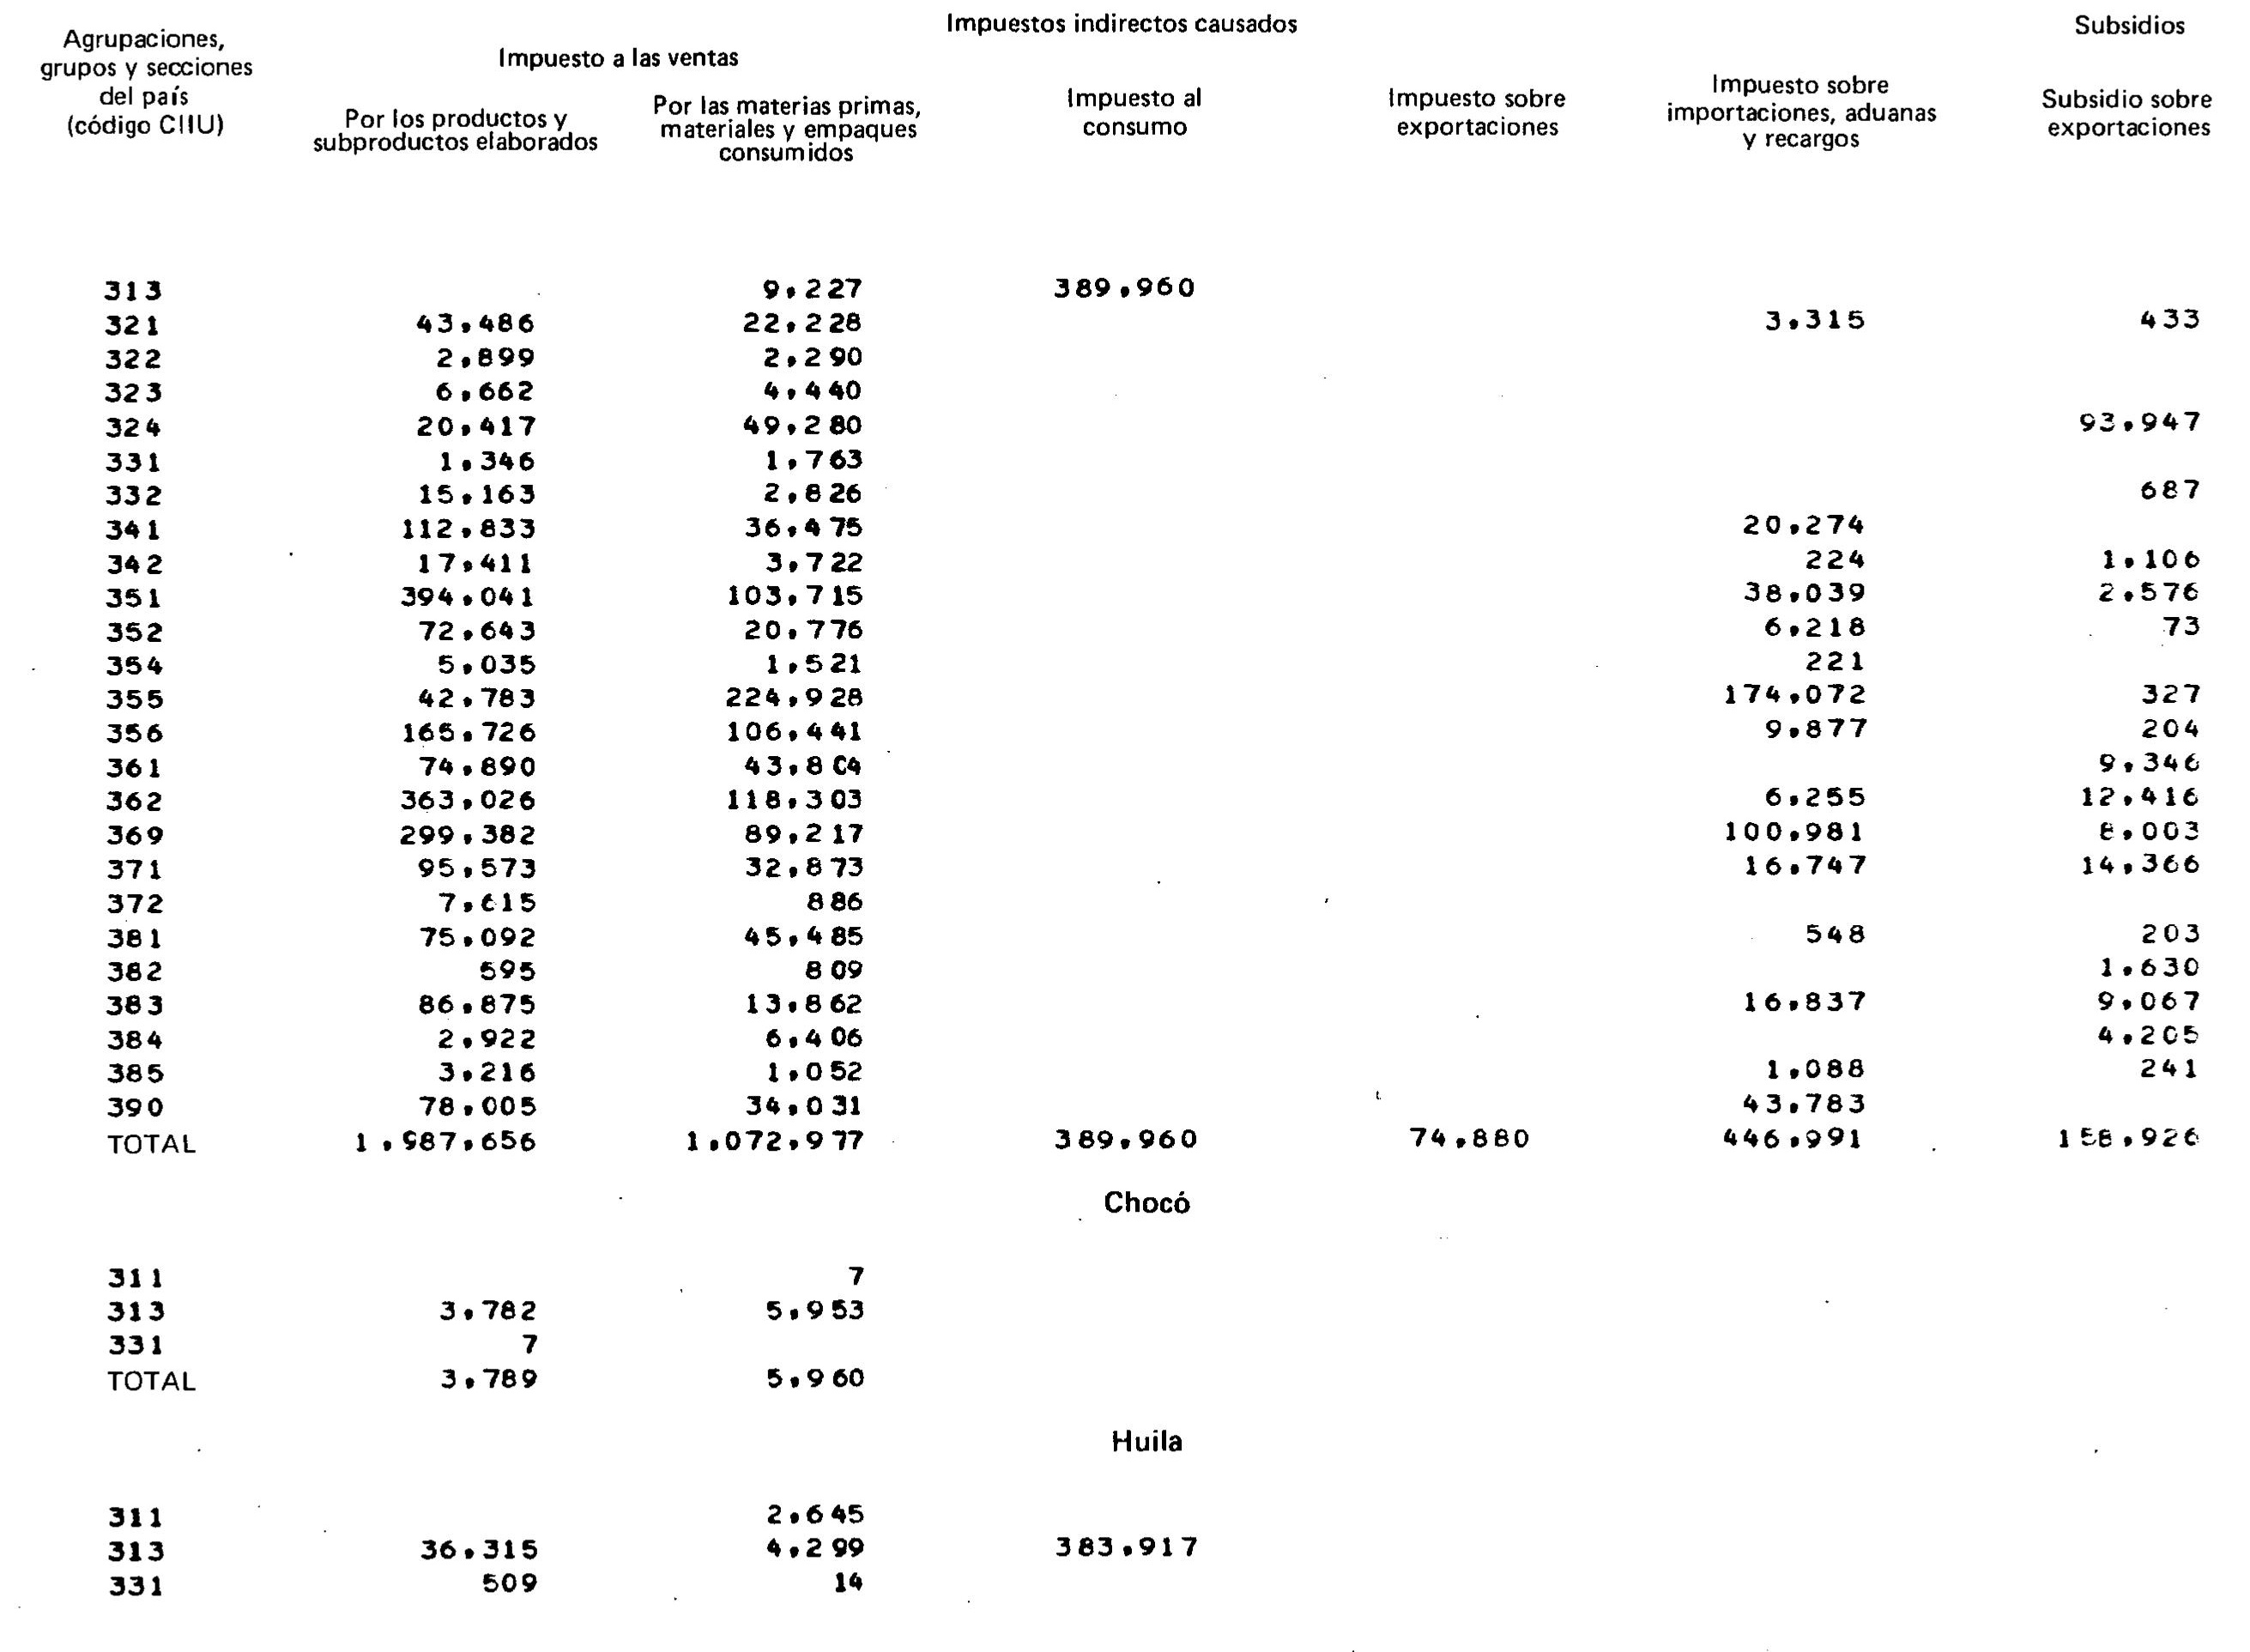 Agrupaciones,
grupos y secciones
del país
(código CIIU)
Impuestos indirectos causados
Subsidios
Impuesto a las ventas
Por los productos y
subproductos elaborados
Por las materias primas,
materiales y empaques
consumidos
Impuesto al
consumo
Impuesto sobre
exportaciones
Impuesto sobre
importaciones, aduanas
y recargos
Subsidio sobre
exportaciones
313 9,227 389,960
321 43,486 22,228 3,315 433
322 2,899 2,290
323 6,662 4,440
324 20,417 49,280 93,947
331 1,346 1,763
332 15,163 2,826 687
341 112,833 36,475 20,274
342 17,411 3,722 224 1,106
351 394,041 103,715 38,039 2,576
352 72,643 20,776 6,218 73
354 5,035 1,521 221
355 42,783 224,928 174,072 327
356 165,726 106,441 9,877 204
361 74,890 43,804 9,346
362 363,026 118,303 6,255 12,416
369 299,382 89,217 100,981 8,003
371 95,573 32,873 16,747 14,366
372 7,615 886
381 75,092 45,485 548 203
382 595 809 1,630
383 86,875 13,862 16,837 9,067
384 2,922 6,406 4,205
385 3,216 1,052 1,088 241
390 78,005 34,031 43,783
TOTAL 1,987,656 1,072,977 389,960 74,880 446,991 158,926
Chocó
311 7
313 3,782 5,953
331 7
TOTAL 3,789 5,960
Huila
311 2,645
313 36,315 4,299 383,917
331 509 14